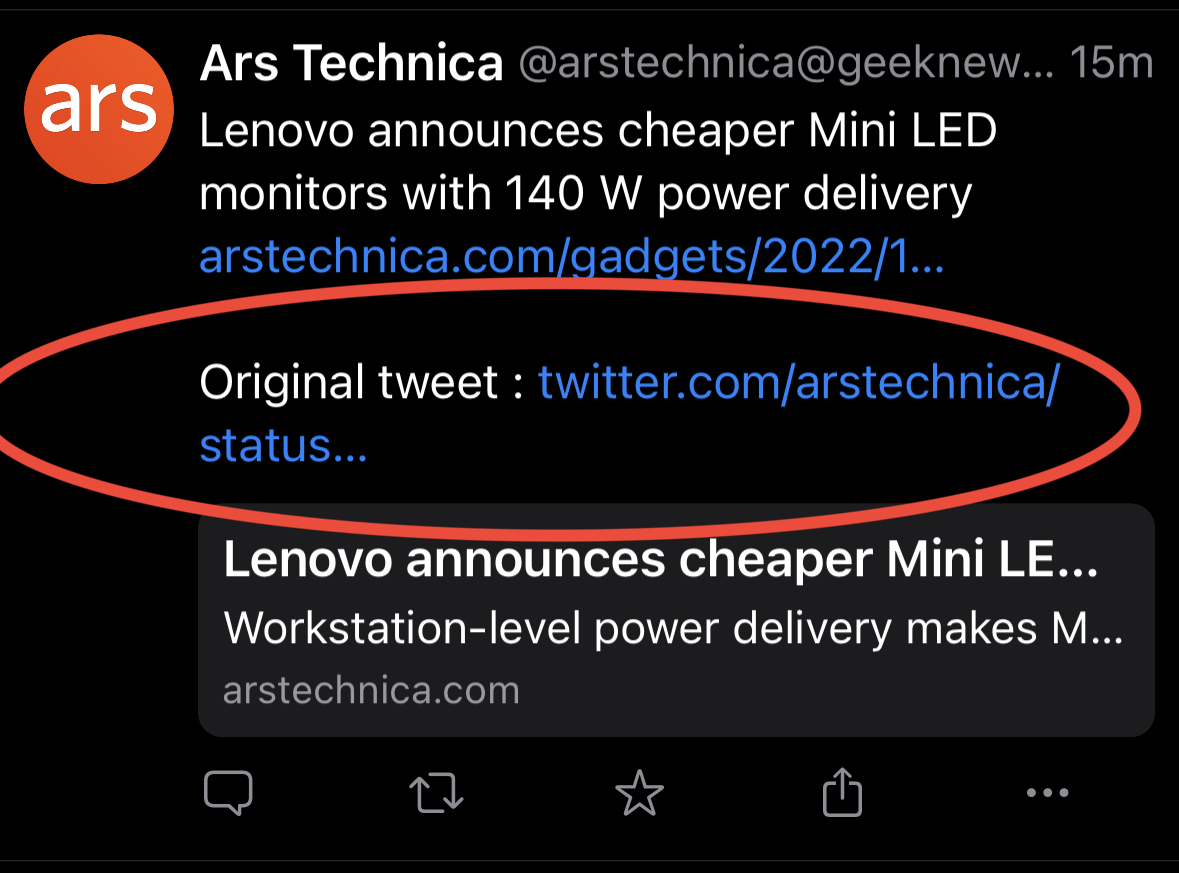 ars
Ars Technica @arstechnica@geeknew... 15m
Lenovo announces cheaper Mini LED
monitors with 140 W power delivery
arstechnica.com/gadgets/2022/1...
Original tweet : twitter.com/arstechnica/
status...
Lenovo announces cheaper Mini LE...
Workstation-level power delivery makes M...
arstechnica.com